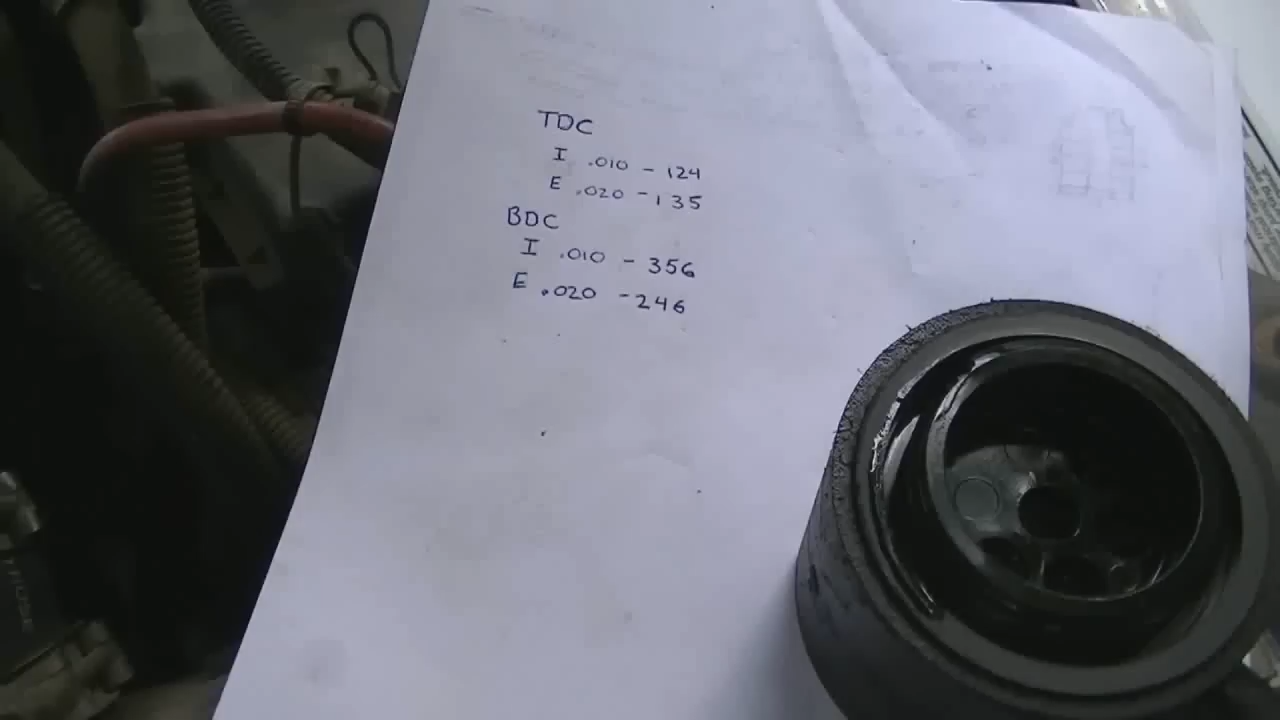 TDC
I .010 - 124
E .020 - 135
BDC
I .010 - 356
E .020 - 246